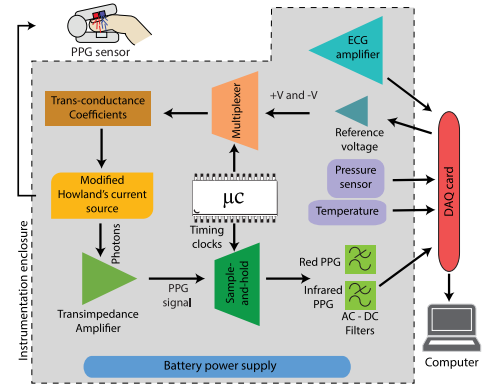 PPG sensor
ECG
amplifier
Trans-conductance
Coefficients
Multiplexer
+V and -V
Reference
voltage
Modified
Howland's current
source
μc
Pressure
sensor
Temperature
DAQ card
Photons
Timing
clocks
Transimpedance
Amplifier
PPG
signal
Sample-
and-hold
Red PPG
Infrared
PPG
AC - DC
Filters
Computer
Battery power supply
Instrumentation enclosure